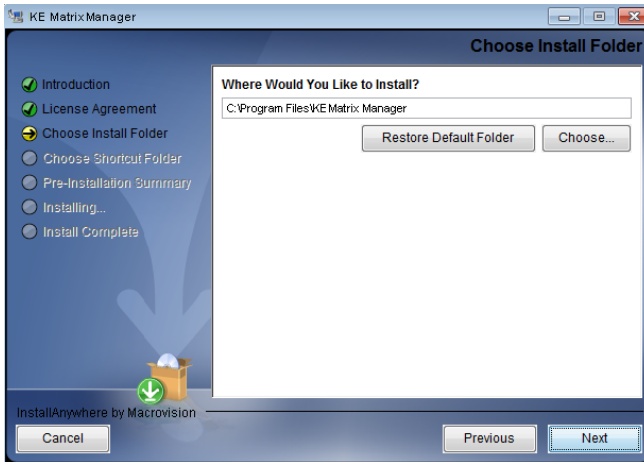 KE MatrixManager
Choose Install Folder
Introduction
License Agreement
Choose Install Folder
Choose Shortcut Folder
Pre-Installation Summary
Installing...
Install Complete
Where Would You Like to Install?
C:\Program Files\KE Matrix Manager
Restore Default Folder
Choose...
InstallAnywhere by Macrovision
Cancel
Previous
Next